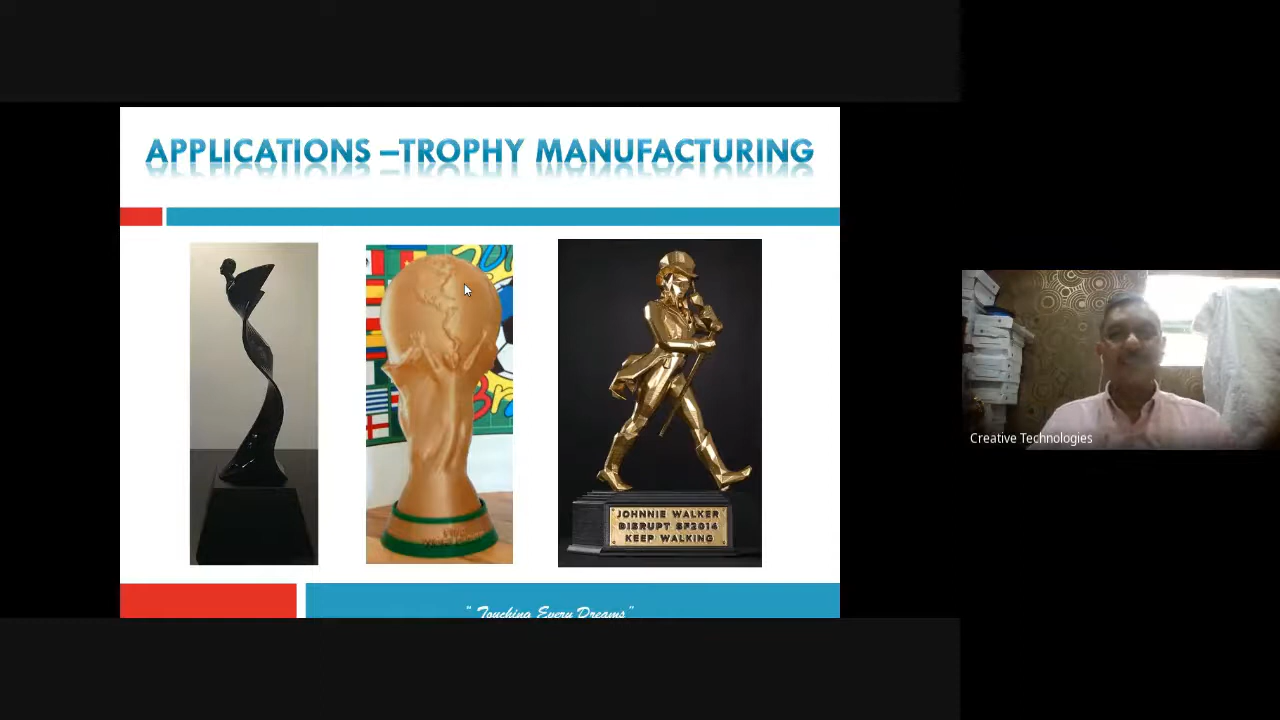 APPLICATIONS –TROPHY MANUFACTURING
JOHNNIE WALKER
DISRUPT SF2014
KEEP WALKING
" Touching Every Dreams"
Creative Technologies